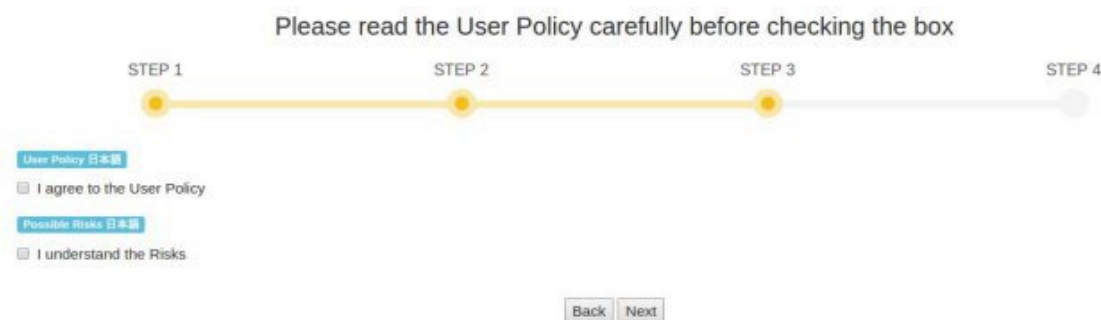 Please read the User Policy carefully before checking the box
STEP 1 STEP 2 STEP 3 STEP 4
User Policy 日本語
I agree to the User Policy
Possible Risks 日本語
I understand the Risks
Back Next